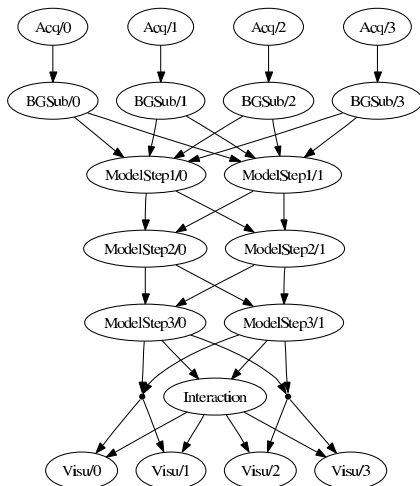 Acq/0 Acq/1 Acq/2 Acq/3
BGSub/0 BGSub/1 BGSub/2 BGSub/3
ModelStep1/0 ModelStep1/1
ModelStep2/0 ModelStep2/1
ModelStep3/0 ModelStep3/1
Interaction
Visu/0 Visu/1 Visu/2 Visu/3